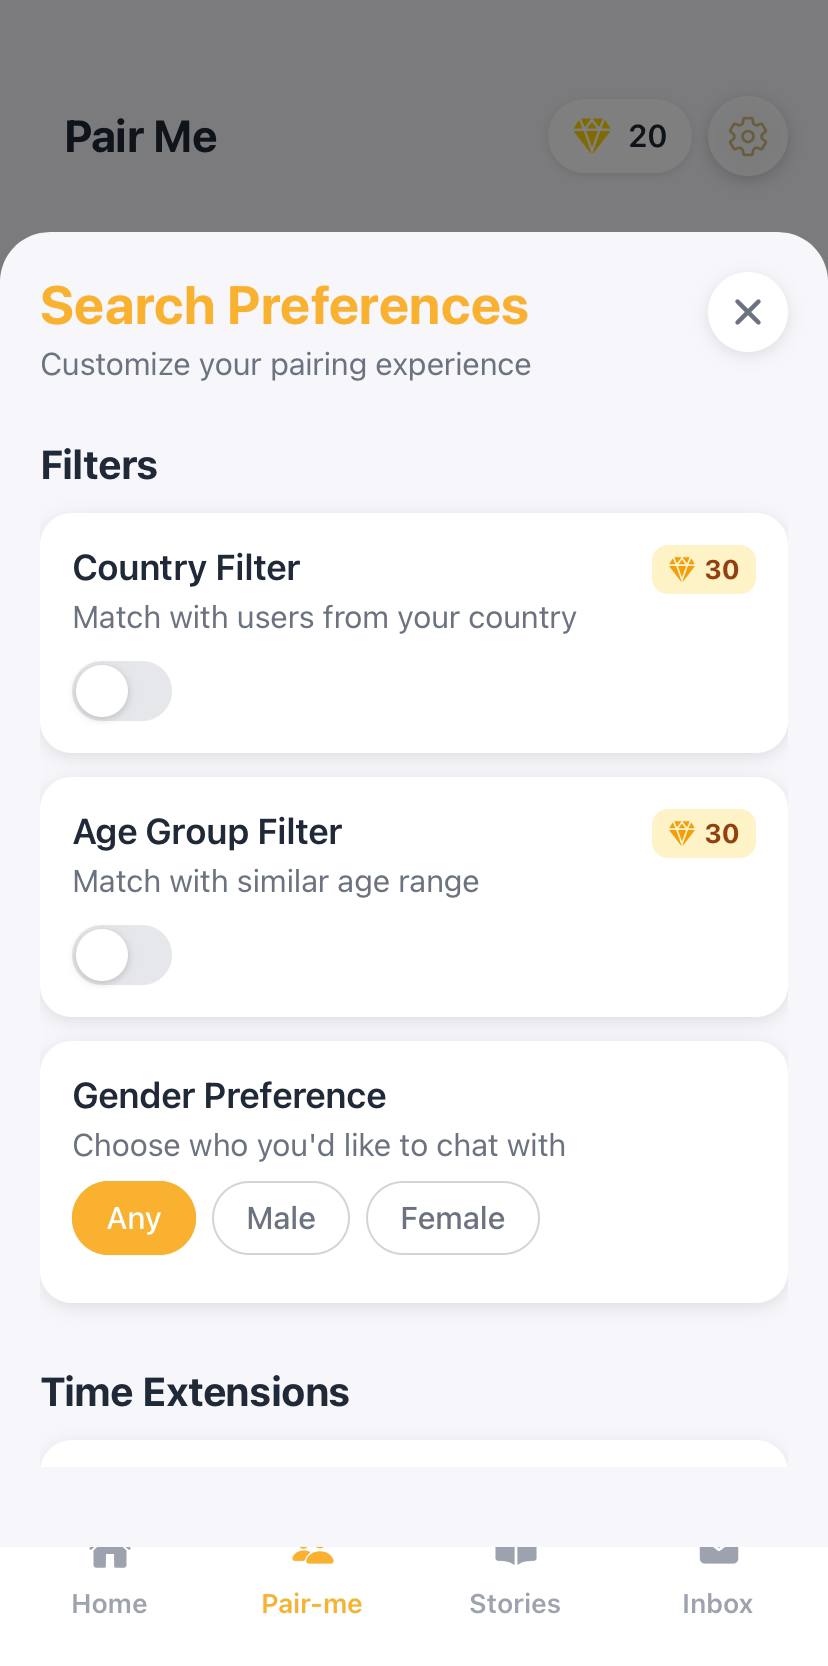 Pair Me
20
Search Preferences
Customize your pairing experience
Filters
Country Filter
30
Match with users from your country
Age Group Filter
30
Match with similar age range
Gender Preference
Choose who you'd like to chat with
Any
Male
Female
Time Extensions
Home
Pair-me
Stories
Inbox